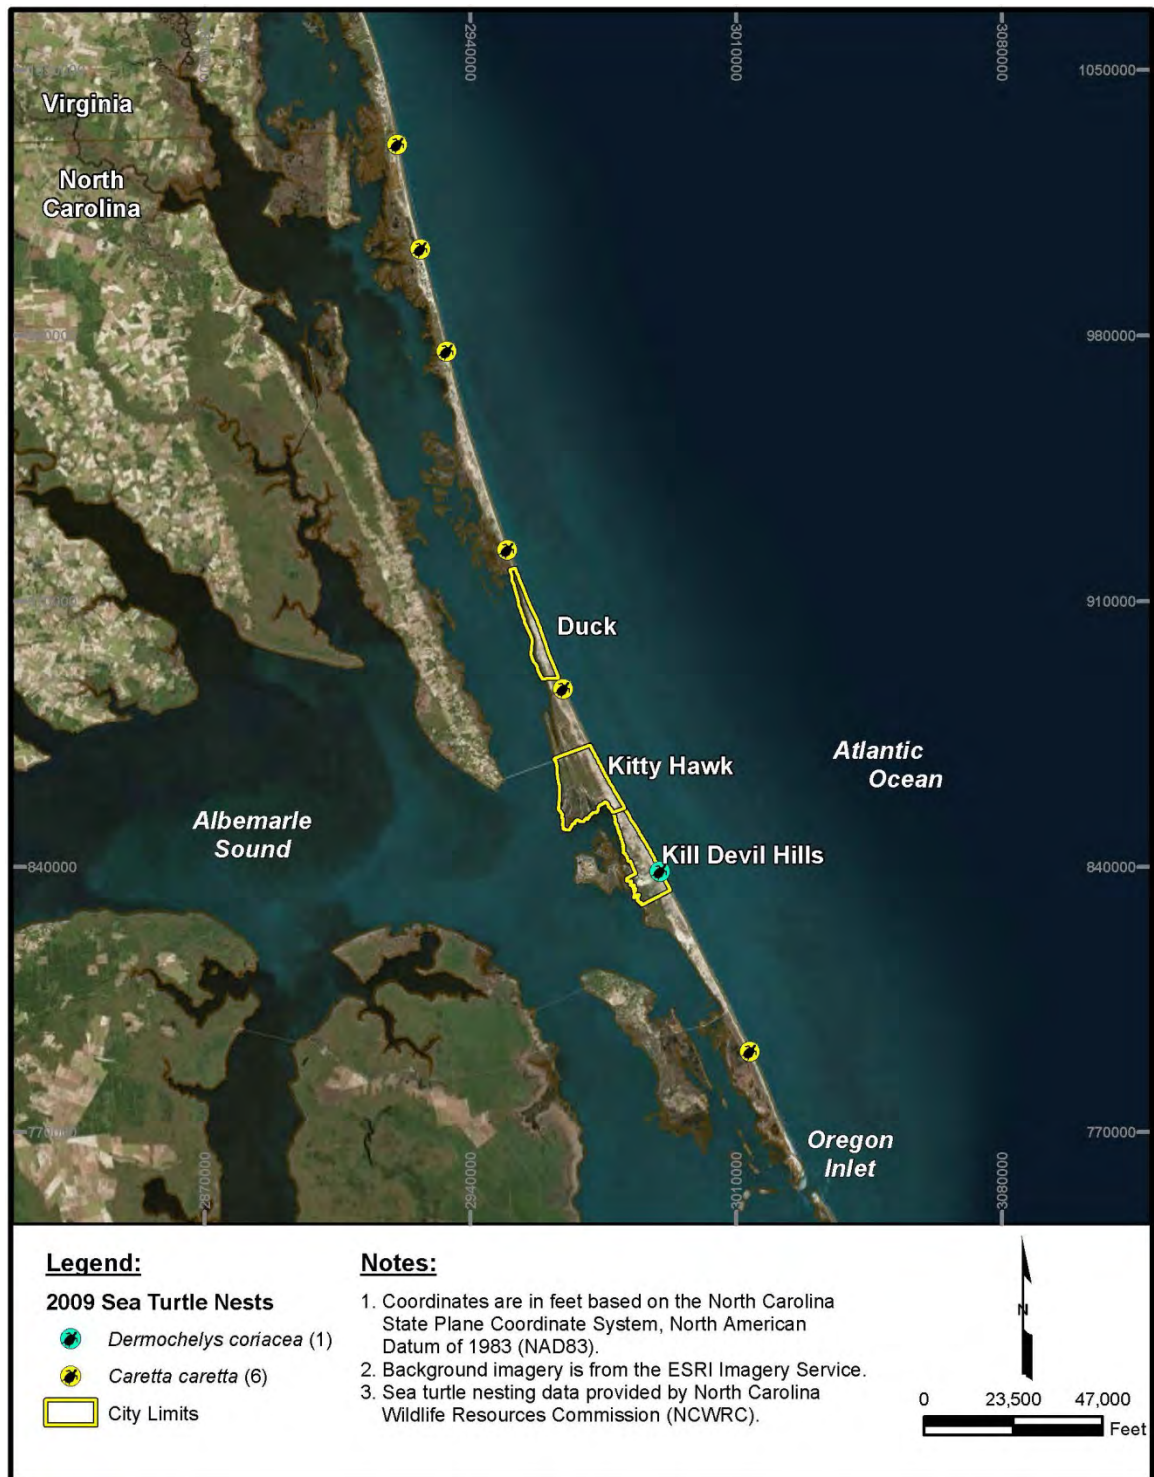 2940000
3010000
3080000
1050000
Virginia
North
Carolina
980000
910000
Duck
Kitty Hawk
Atlantic
Ocean
Albemarle
Sound
Kill Devil Hills
840000
840000
770000
770000
Oregon
Inlet
2870000
2940000
3010000
3080000
Legend:
2009 Sea Turtle Nests
Dermochelys coriacea (1)
Caretta caretta (6)
City Limits
Notes:
1. Coordinates are in feet based on the North Carolina
State Plane Coordinate System, North American
Datum of 1983 (NAD83).
2. Background imagery is from the ESRI Imagery Service.
3. Sea turtle nesting data provided by North Carolina
Wildlife Resources Commission (NCWRC).
N
0 23,500 47,000
Feet